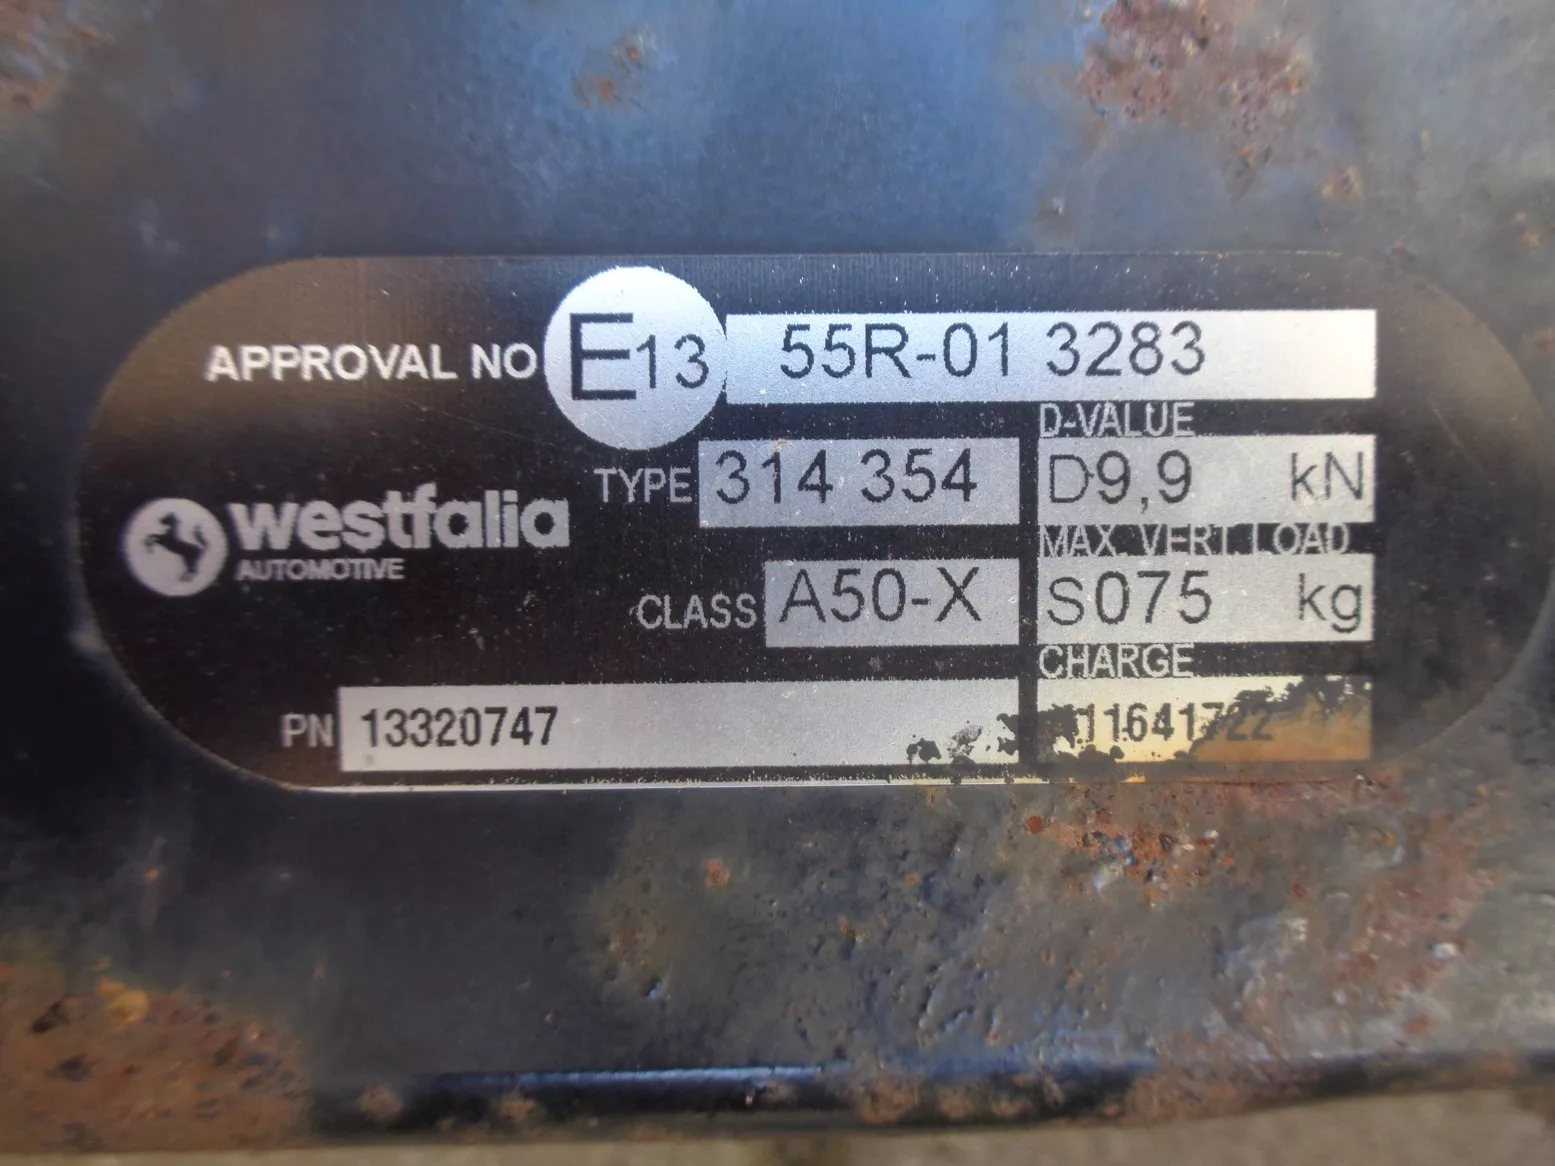 APPROVAL NO E13 55R-01 3283
D-VALUE
TYPE 314 354 D9,9 kN
westfalia
AUTOMOTIVE
MAX. VERT. LOAD
CLASS A50-X S075 kg
CHARGE
PN 13320747